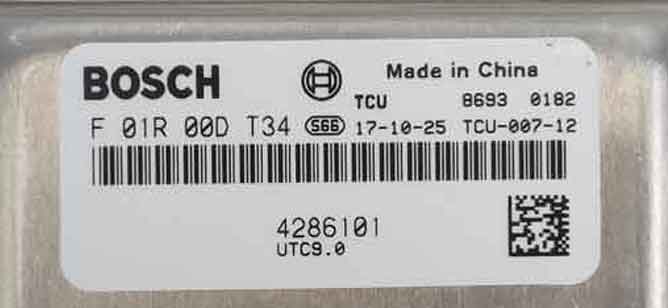 BOSCH Made in China
TCU 8693 0182
F 01R 00D T34 S66 17-10-25 TCU-007-12
4286101
UTC9.0